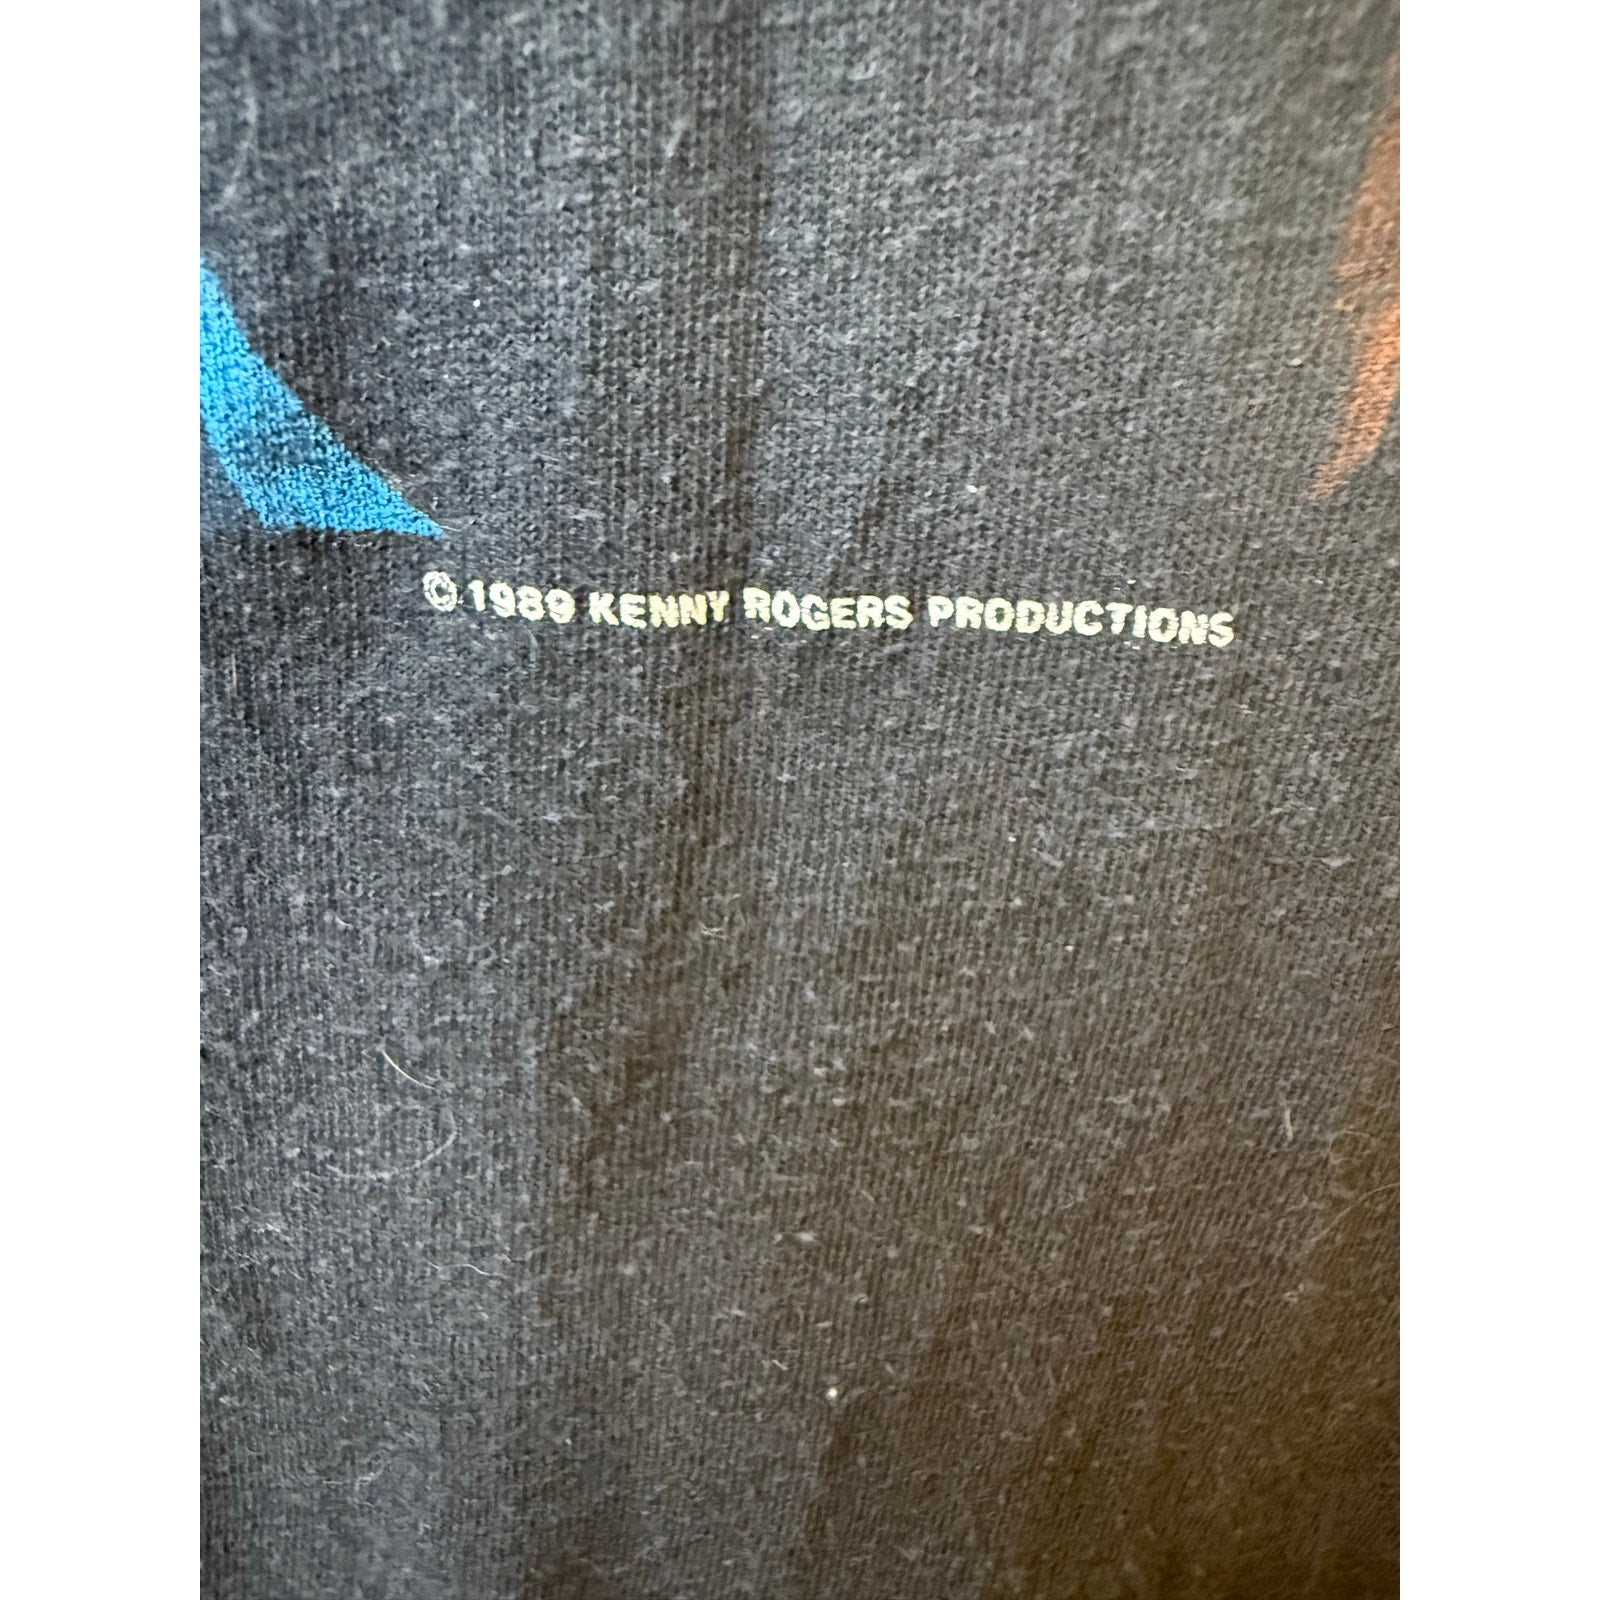 © 1989 KENNY ROGERS PRODUCTIONS